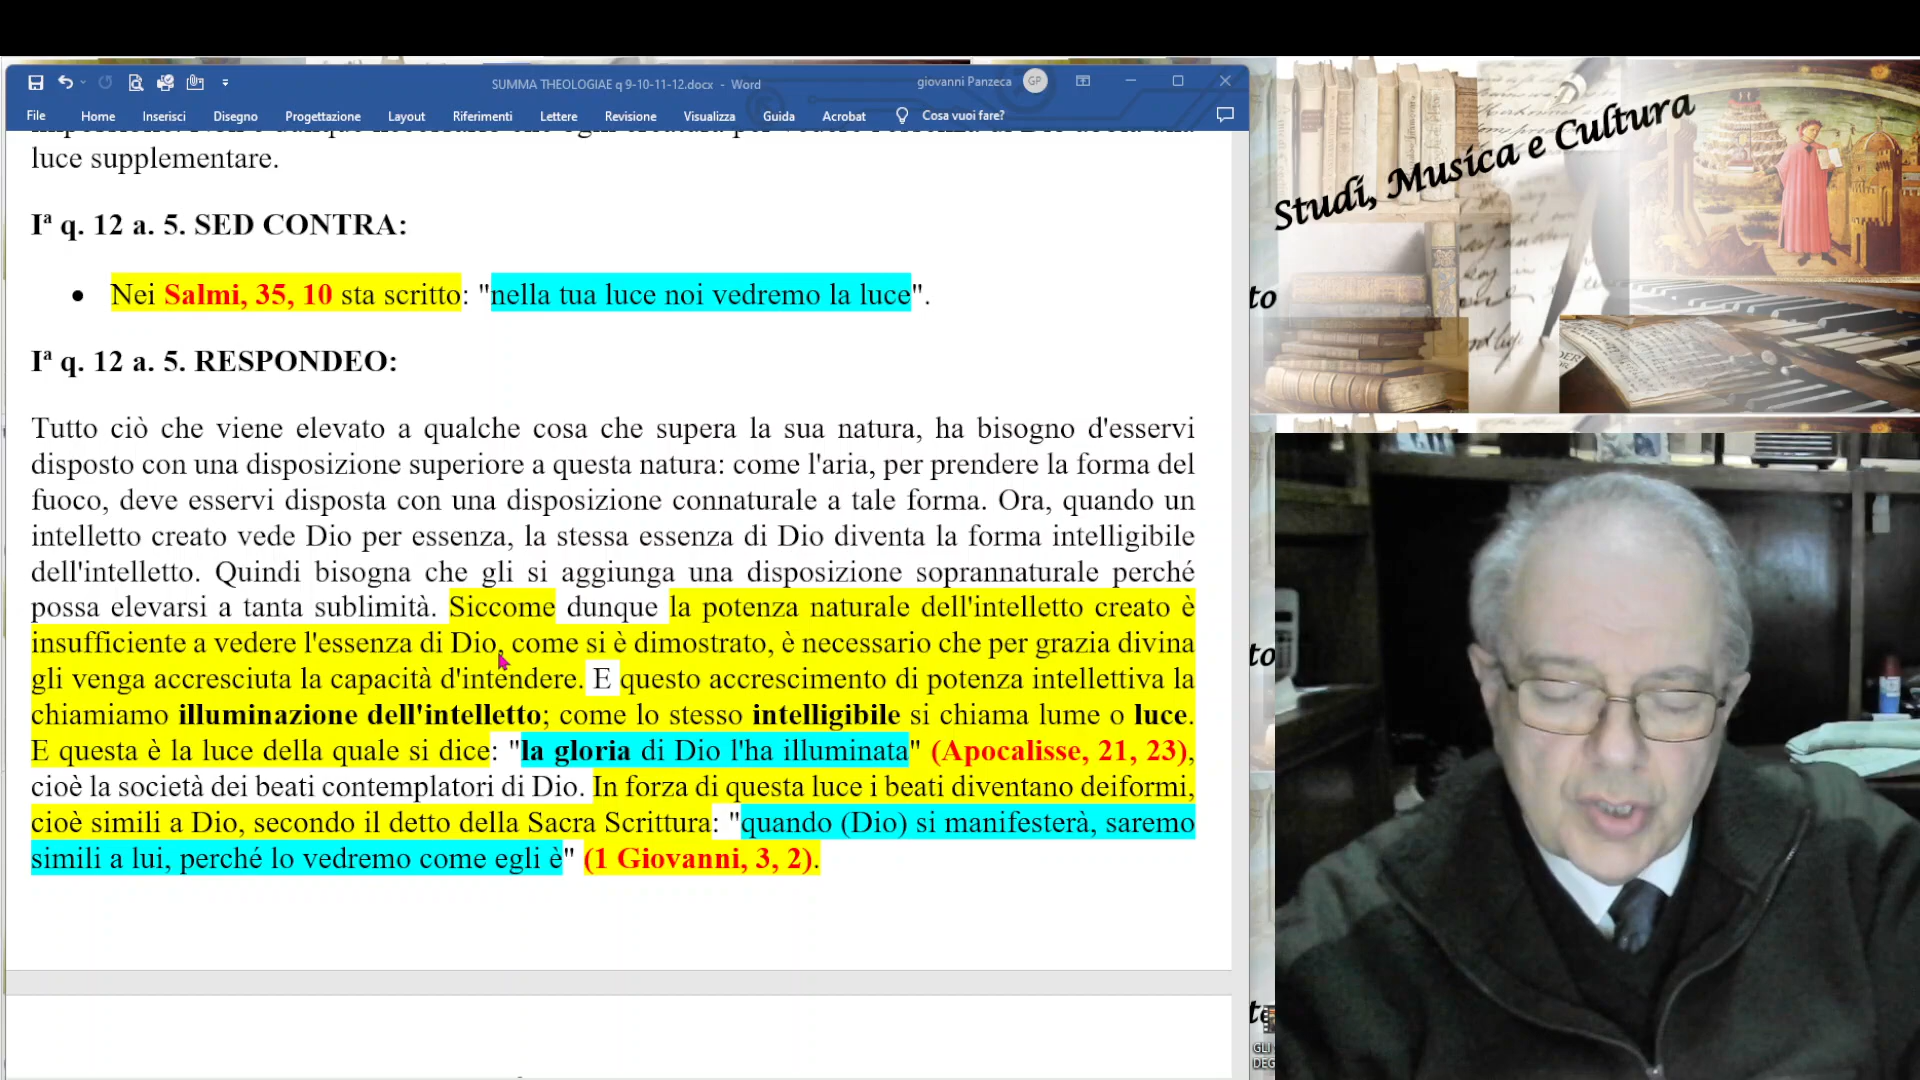 SUMMA THEOLOGIAE q 9-10-11-12.docx - Word
giovanni Panzeca GP
File Home Inserisci Disegno Progettazione Layout Riferimenti Lettere Revisione Visualizza Guida Acrobat Cosa vuoi fare?
luce supplementare.
Iª q. 12 a. 5. SED CONTRA:
• Nei Salmi, 35, 10 sta scritto: "nella tua luce noi vedremo la luce".
Iª q. 12 a. 5. RESPONDEO:
Tutto ciò che viene elevato a qualche cosa che supera la sua natura, ha bisogno d'esservi
disposto con una disposizione superiore a questa natura: come l'aria, per prendere la forma del
fuoco, deve esservi disposta con una disposizione connaturale a tale forma. Ora, quando un
intelletto creato vede Dio per essenza, la stessa essenza di Dio diventa la forma intelligibile
dell'intelletto. Quindi bisogna che gli si aggiunga una disposizione soprannaturale perché
possa elevarsi a tanta sublimità. Siccome dunque la potenza naturale dell'intelletto creato è
insufficiente a vedere l'essenza di Dio, come si è dimostrato, è necessario che per grazia divina
gli venga accresciuta la capacità d'intendere. E questo accrescimento di potenza intellettiva la
chiamiamo illuminazione dell'intelletto; come lo stesso intelligibile si chiama lume o luce.
E questa è la luce della quale si dice: "la gloria di Dio l'ha illuminata" (Apocalisse, 21, 23),
cioè la società dei beati contemplatori di Dio. In forza di questa luce i beati diventano deiformi,
cioè simili a Dio, secondo il detto della Sacra Scrittura: "quando (Dio) si manifesterà, saremo
simili a lui, perché lo vedremo come egli è" (1 Giovanni, 3, 2).
Studi, Musica e Cultura
to
to
GLI
DEG